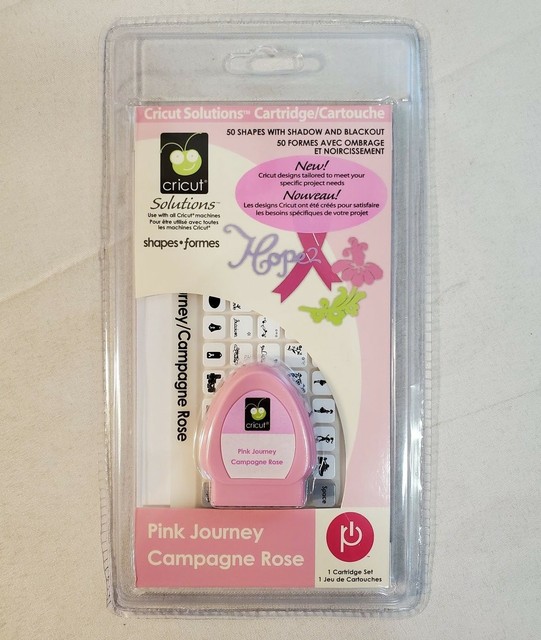 Cricut Solutions™ Cartridge/Cartouche
50 SHAPES WITH SHADOW AND BLACKOUT
50 FORMES AVEC OMBRAGE
ET NOIRCISSEMENT
cricut®
Solutions™
Use with all Cricut® machines
Pour être utilisé avec toutes
les machines Cricut®
shapes•formes
New!
Cricut designs tailored to meet your
specific project needs
Nouveau!
Les designs Cricut ont été créés pour satisfaire
les besoins spécifiques de votre projet
Hope
rney/Campagne Rose
cricut
Pink Journey
Campagne Rose
Space
Pink Journey
Campagne Rose
1 Cartridge Set
1 Jeu de Cartouches